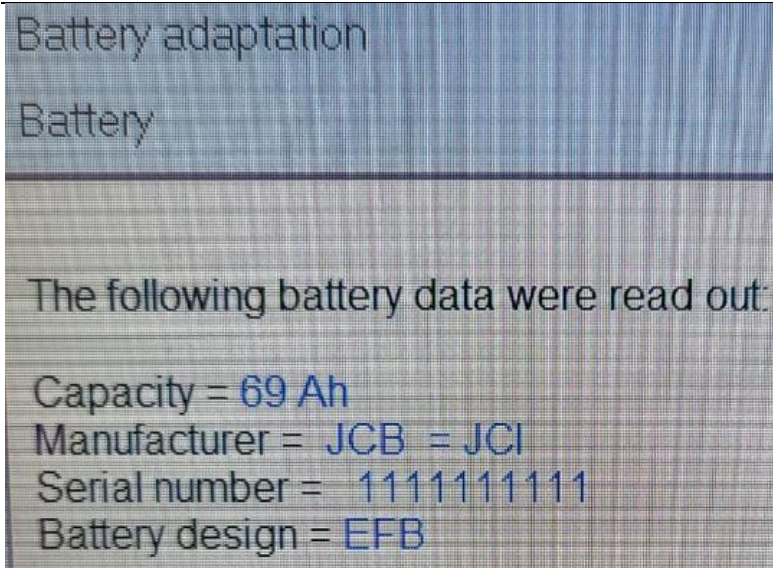 Battery adaptation
Battery
The following battery data were read out:
Capacity = 69 Ah
Manufacturer = JCB = JCI
Serial number = 1111111111
Battery design = EFB